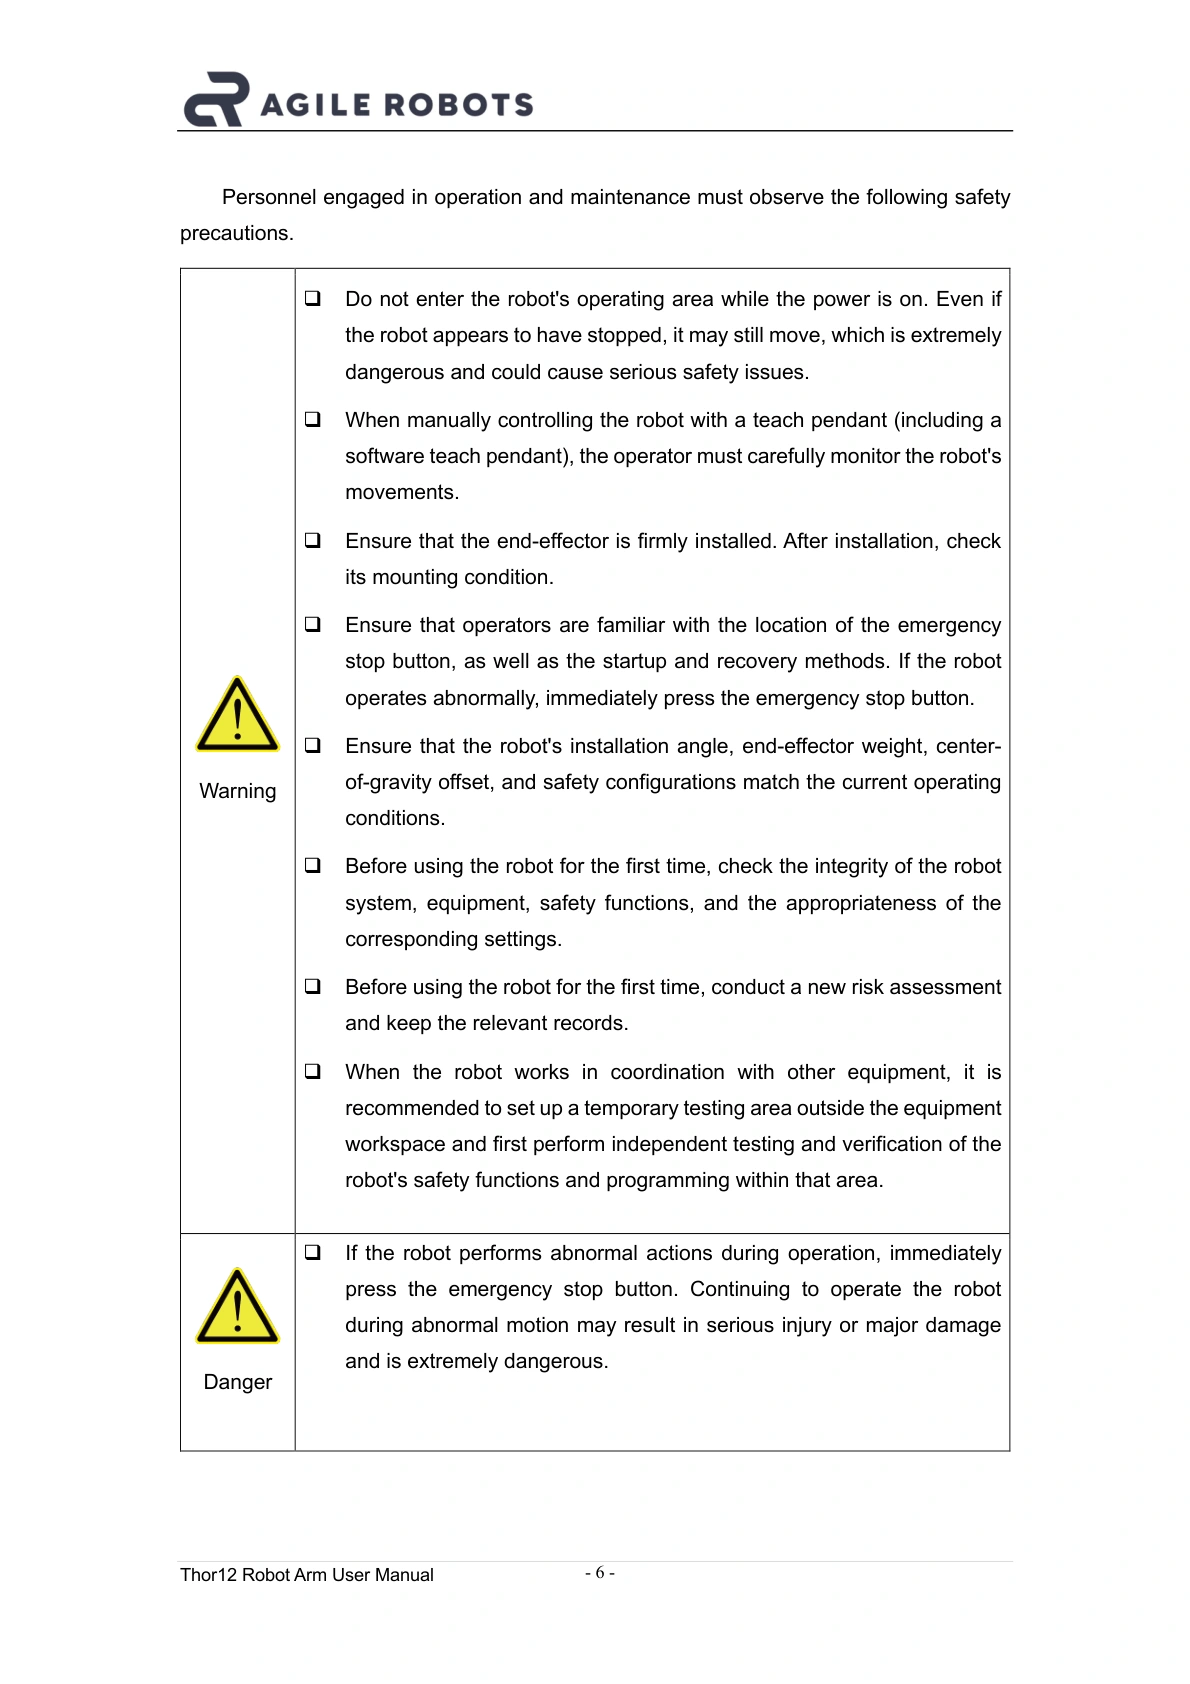 AGILE ROBOTS
Personnel engaged in operation and maintenance must observe the following safety
precautions.
❑ Do not enter the robot's operating area while the power is on. Even if
the robot appears to have stopped, it may still move, which is extremely
dangerous and could cause serious safety issues.
❑ When manually controlling the robot with a teach pendant (including a
software teach pendant), the operator must carefully monitor the robot's
movements.
❑ Ensure that the end-effector is firmly installed. After installation, check
its mounting condition.
❑ Ensure that operators are familiar with the location of the emergency
stop button, as well as the startup and recovery methods. If the robot
operates abnormally, immediately press the emergency stop button.
❑ Ensure that the robot's installation angle, end-effector weight, center-
of-gravity offset, and safety configurations match the current operating
conditions.
❑ Before using the robot for the first time, check the integrity of the robot
system, equipment, safety functions, and the appropriateness of the
corresponding settings.
❑ Before using the robot for the first time, conduct a new risk assessment
and keep the relevant records.
❑ When the robot works in coordination with other equipment, it is
recommended to set up a temporary testing area outside the equipment
workspace and first perform independent testing and verification of the
robot's safety functions and programming within that area.
Warning
❑ If the robot performs abnormal actions during operation, immediately
press the emergency stop button. Continuing to operate the robot
during abnormal motion may result in serious injury or major damage
and is extremely dangerous.
Danger
Thor12 Robot Arm User Manual
- 6 -